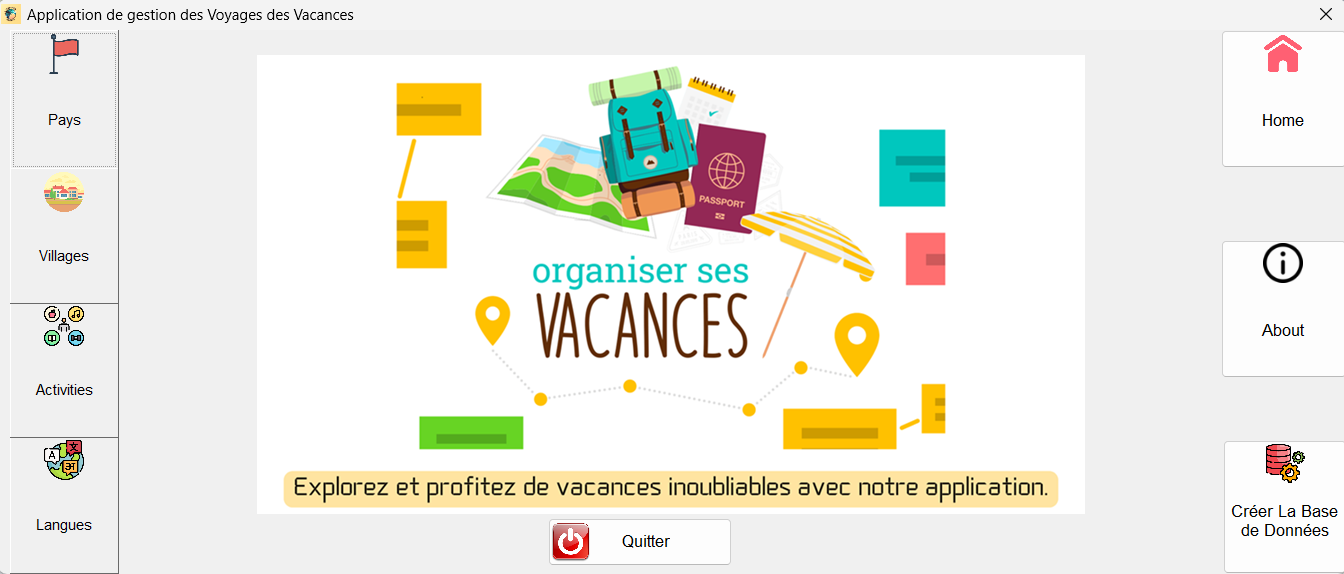 Application de gestion des Voyages des Vacances
Pays
Villages
Activities
Langues
PASSPORT
organiser ses
VACANCES
Explorez et profitez de vacances inoubliables avec notre application.
Quitter
Home
About
Créer La Base
de Données